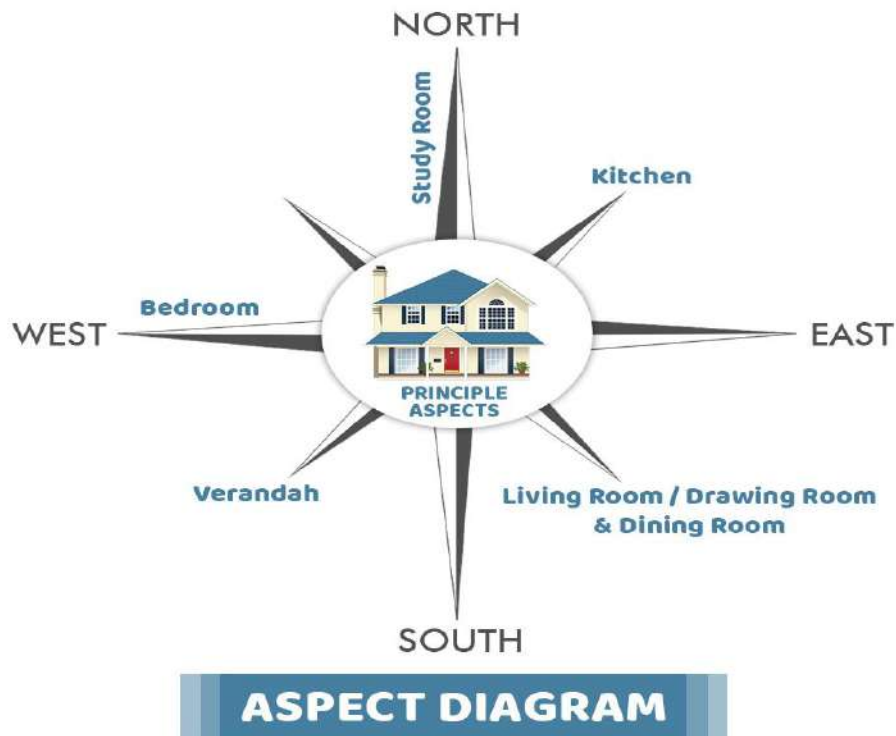 NORTH
Study Room
Kitchen
Bedroom
WEST
EAST
PRINCIPLE
ASPECTS
Verandah
Living Room / Drawing Room
& Dining Room
SOUTH
ASPECT DIAGRAM